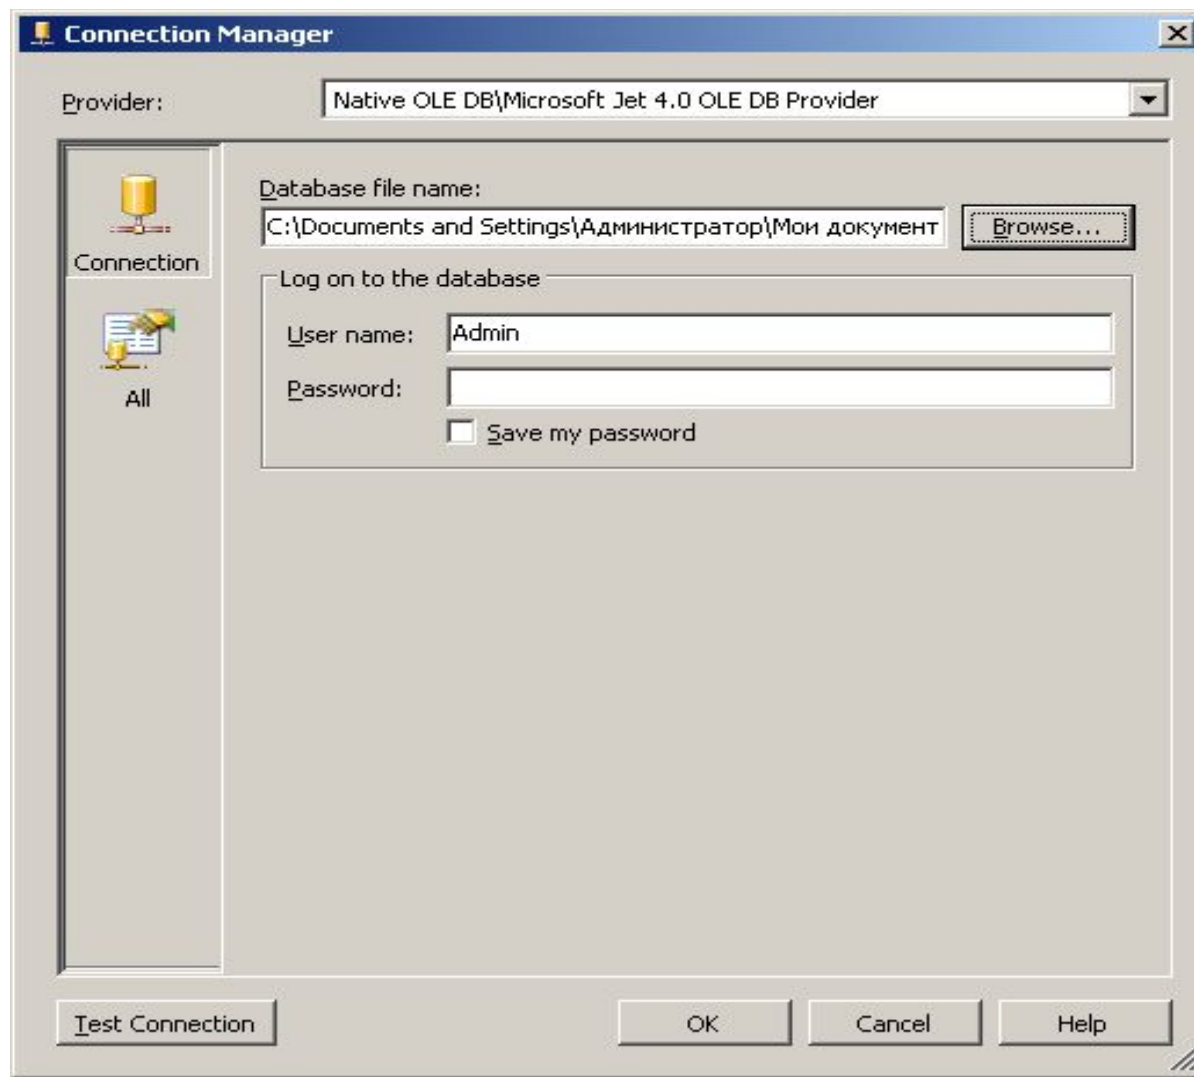 Connection Manager
Provider:
Native OLE DB\Microsoft Jet 4.0 OLE DB Provider
Connection
All
Database file name:
C:\Documents and Settings\Администратор\Мои документ
Browse...
Log on to the database
User name:
Admin
Password:
Save my password
Test Connection
OK
Cancel
Help